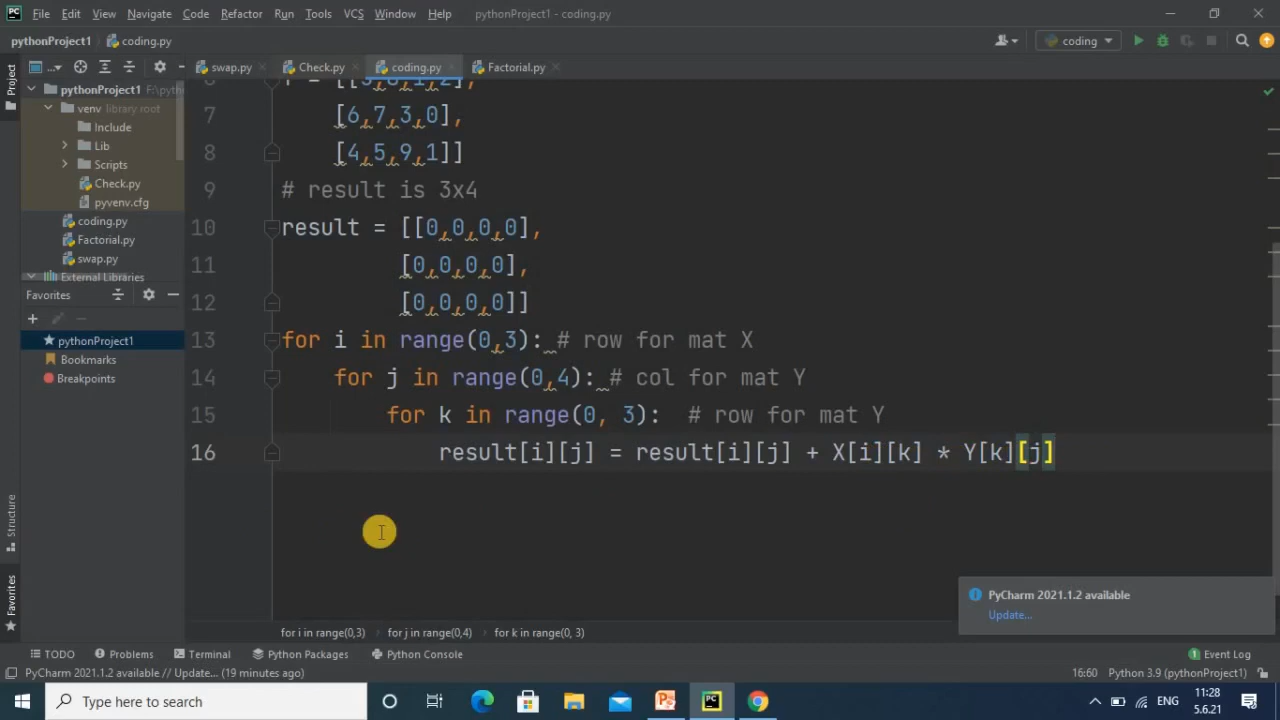 File Edit View Navigate Code Refactor Run Tools VCS Window Help pythonProject1 - coding.py
pythonProject1 coding.py coding
Project ... swap.py Check.py coding.py Factorial.py
pythonProject1 F:\pyth
venv library root
Include
Lib
Scripts
Check.py
pyvenv.cfg
coding.py
Factorial.py
swap.py
External Libraries
Favorites
pythonProject1
Bookmarks
Breakpoints
Structure
Favorites
7 [6,7,3,0],
8 [4,5,9,1]]
9 # result is 3x4
10 result = [[0,0,0,0],
11 [0,0,0,0],
12 [0,0,0,0]]
13 for i in range(0,3): # row for mat X
14 for j in range(0,4): # col for mat Y
15 for k in range(0, 3):  # row for mat Y
16 result[i][j] = result[i][j] + X[i][k] * Y[k][j]
PyCharm 2021.1.2 available
Update...
for i in range(0,3) for j in range(0,4) for k in range(0, 3)
TODO Problems Terminal Python Packages Python Console 1 Event Log
PyCharm 2021.1.2 available // Update... (19 minutes ago) 16:60 Python 3.9 (pythonProject1)
Type here to search ENG 11:28
5.6.21